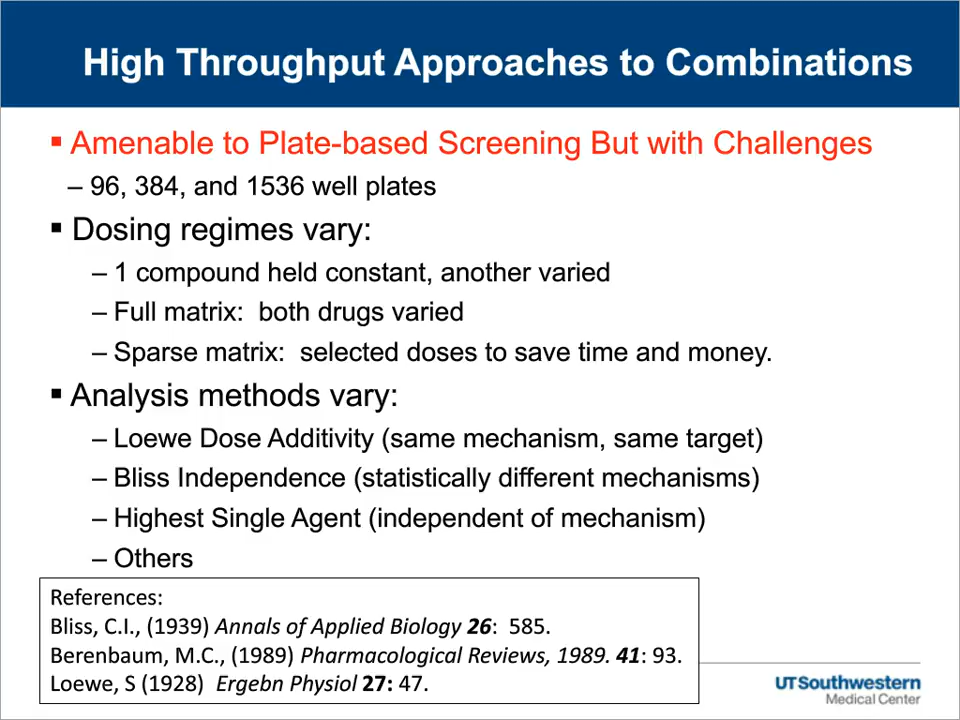 High Throughput Approaches to Combinations
▪ Amenable to Plate-based Screening But with Challenges
– 96, 384, and 1536 well plates
▪ Dosing regimes vary:
– 1 compound held constant, another varied
– Full matrix:  both drugs varied
– Sparse matrix:  selected doses to save time and money.
▪ Analysis methods vary:
– Loewe Dose Additivity (same mechanism, same target)
– Bliss Independence (statistically different mechanisms)
– Highest Single Agent (independent of mechanism)
– Others
References:
Bliss, C.I., (1939) Annals of Applied Biology 26:  585.
Berenbaum, M.C., (1989) Pharmacological Reviews, 1989. 41: 93.
Loewe, S (1928)  Ergebn Physiol 27: 47.
UTSouthwestern
Medical Center